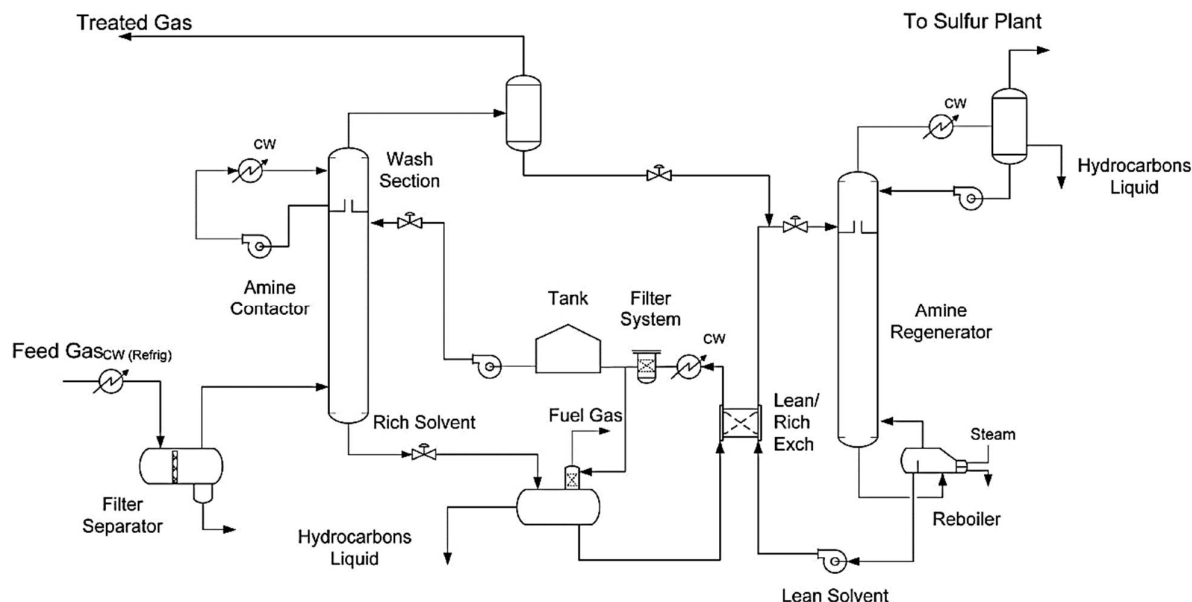 Treated Gas
To Sulfur Plant
CW
Wash
Section
CW
Hydrocarbons
Liquid
Amine
Contactor
Tank
Filter
System
CW
Amine
Regenerator
Feed Gas CW (Refrig)
Rich Solvent
Fuel Gas
Lean/
Rich
Exch
Steam
Filter
Separator
Hydrocarbons
Liquid
Reboiler
Lean Solvent